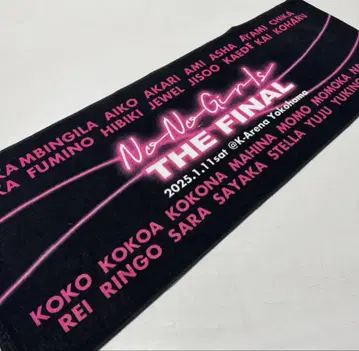 MBINGILA AIKO AKARI AMI ASHA AYAMI CHIKA
FUMINO HIBIKI JEWEL JISOO KAEDE KAI KOHARU
No No Girls
THE FINAL
2025.1.11sat @K-Arena Yokohama
KOKO KOKOA KOKONA MAHINA MOMO MOMOKA NA
REI RINGO SARA SAYAKA STELLA YUJU YUKINO